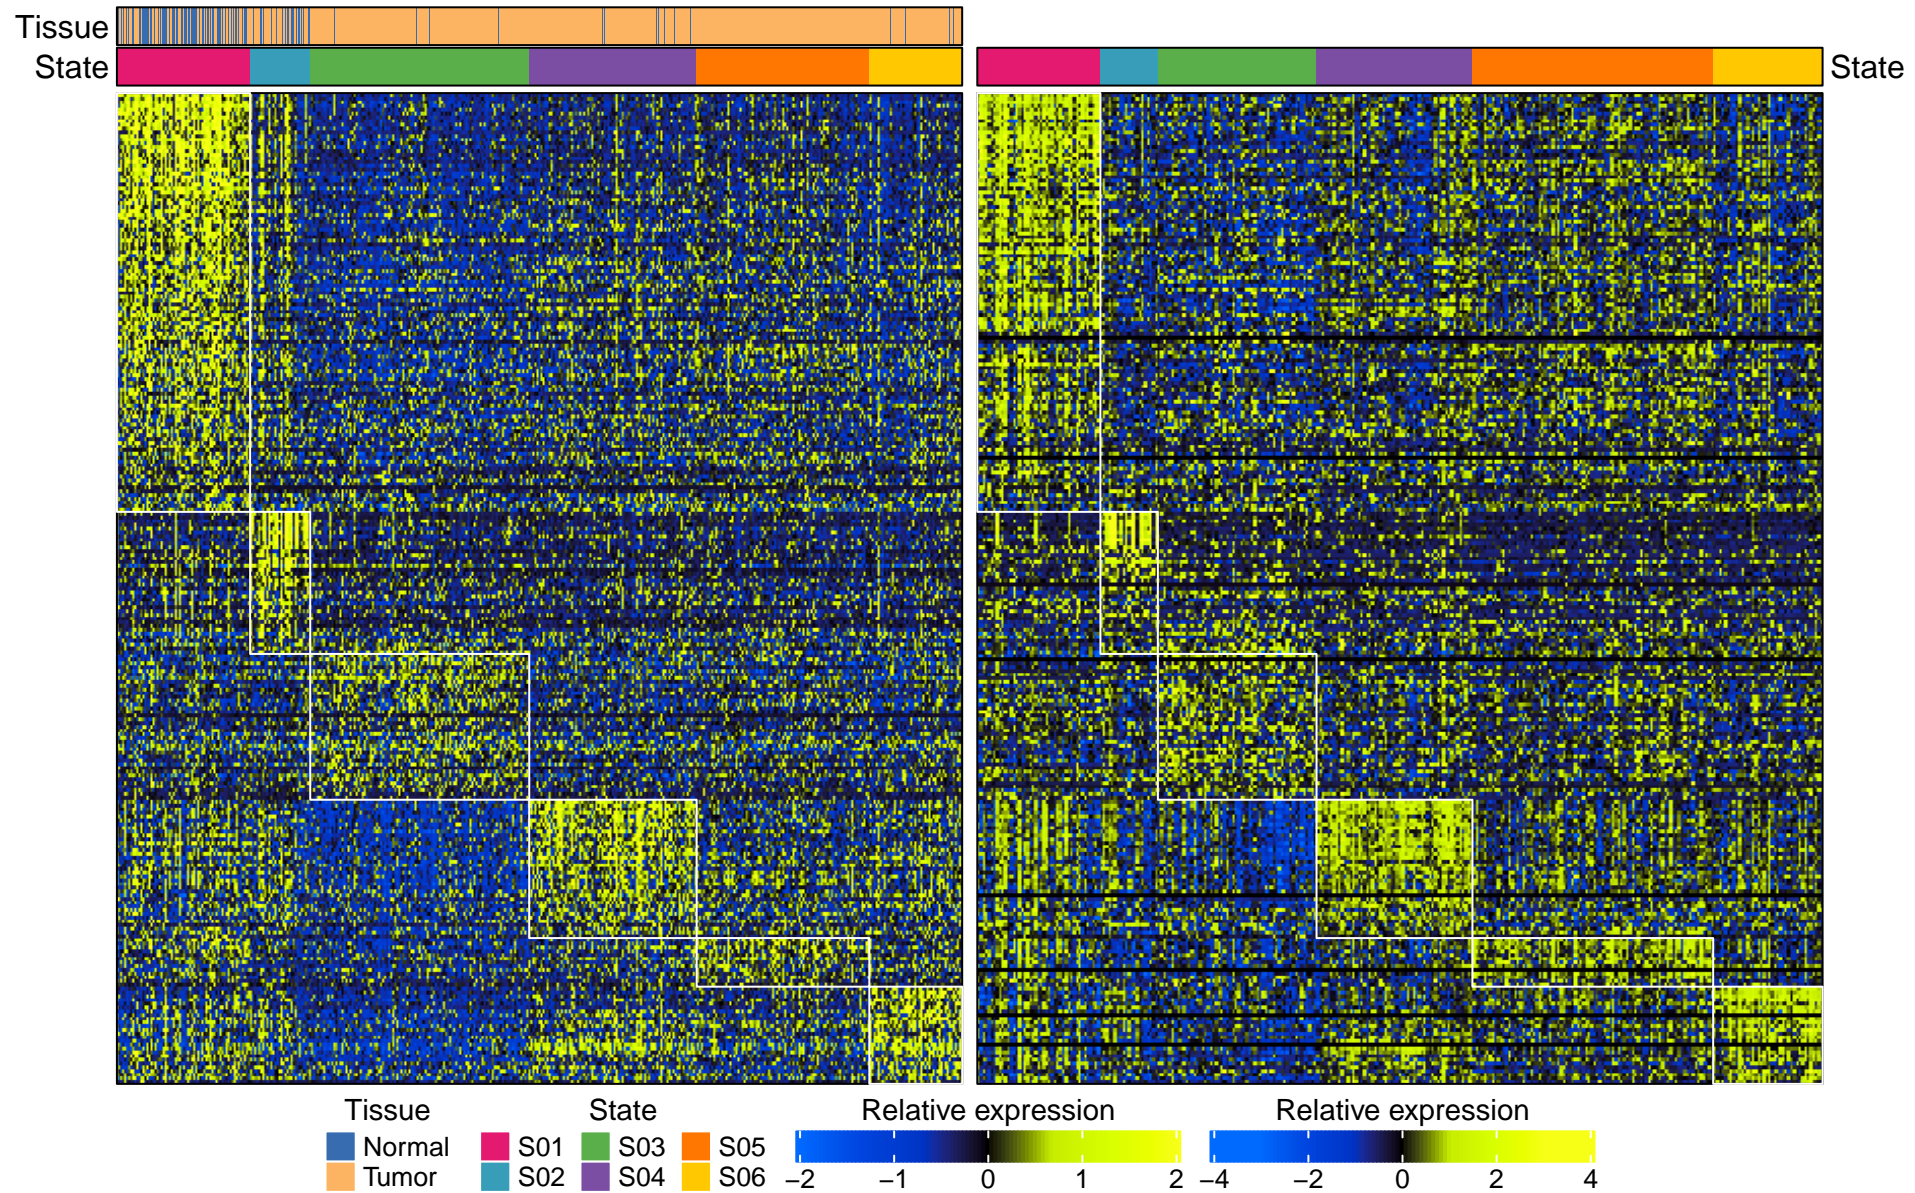 Tissue
State
State
Tissue State Relative expression Relative expression
Normal S01 S03 S05
Tumor S02 S04 S06
−2 −1 0 1 2 −4 −2 0 2 4